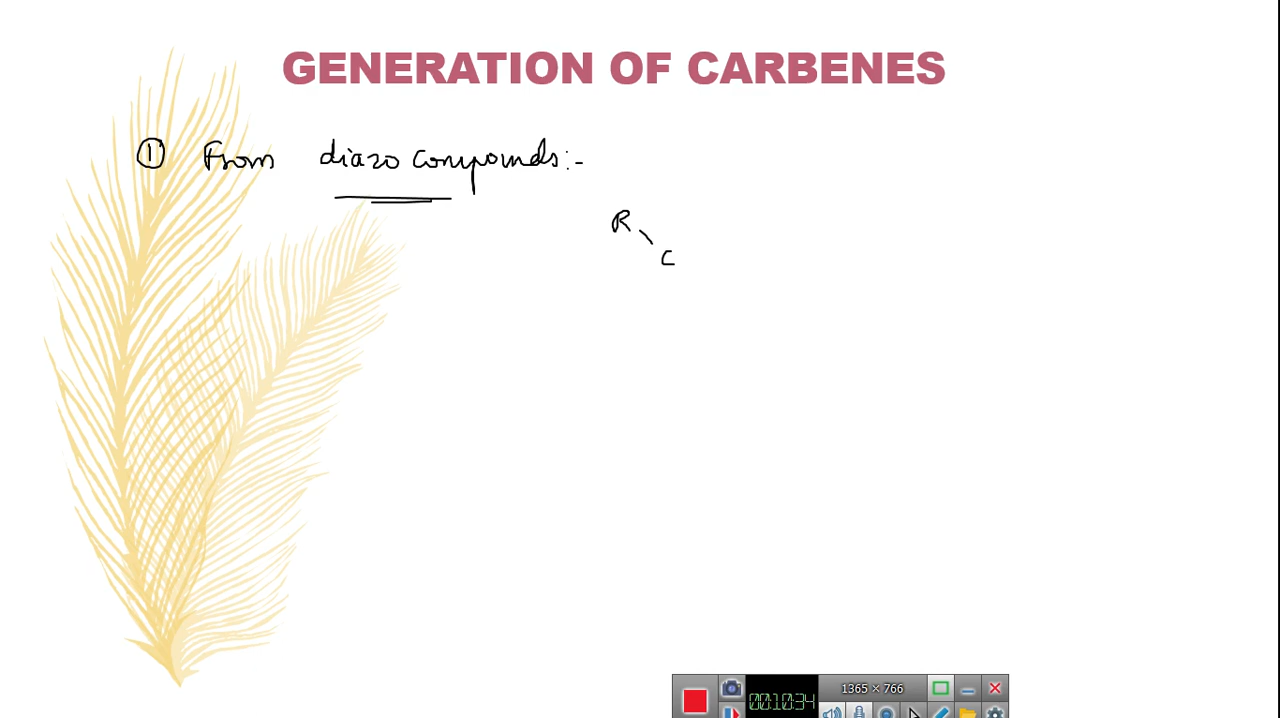 GENERATION OF CARBENES
① From diazo compounds:-
R
C
00:10:34
1365 × 766